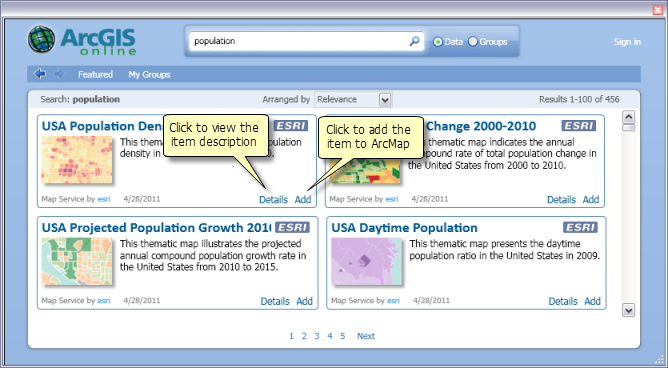 ArcGIS
online
population
Data
Groups
Sign in
Featured
My Groups
Search: population
Arranged by
Relevance
Results 1-100 of 456
USA Population Den
ESRI
This them
density in
pulation
Map Service by esri
4/28/2011
Details
Add
Click to view the
item description
Click to add the
item to ArcMap
Change 2000-2010
ESRI
thematic map indicates the annual
pound rate of total population change in
the United States from 2000 to 2010.
Details
Add
USA Projected Population Growth 201
ESRI
This thematic map illustrates the projected
annual compound population growth rate in
the United States from 2010 to 2015.
Map Service by esri
4/28/2011
Details
Add
USA Daytime Population
ESRI
This thematic map presents the daytime
population ratio in the United States in 2009.
Map Service by esri
4/28/2011
Details
Add
1 2 3 4 5 Next